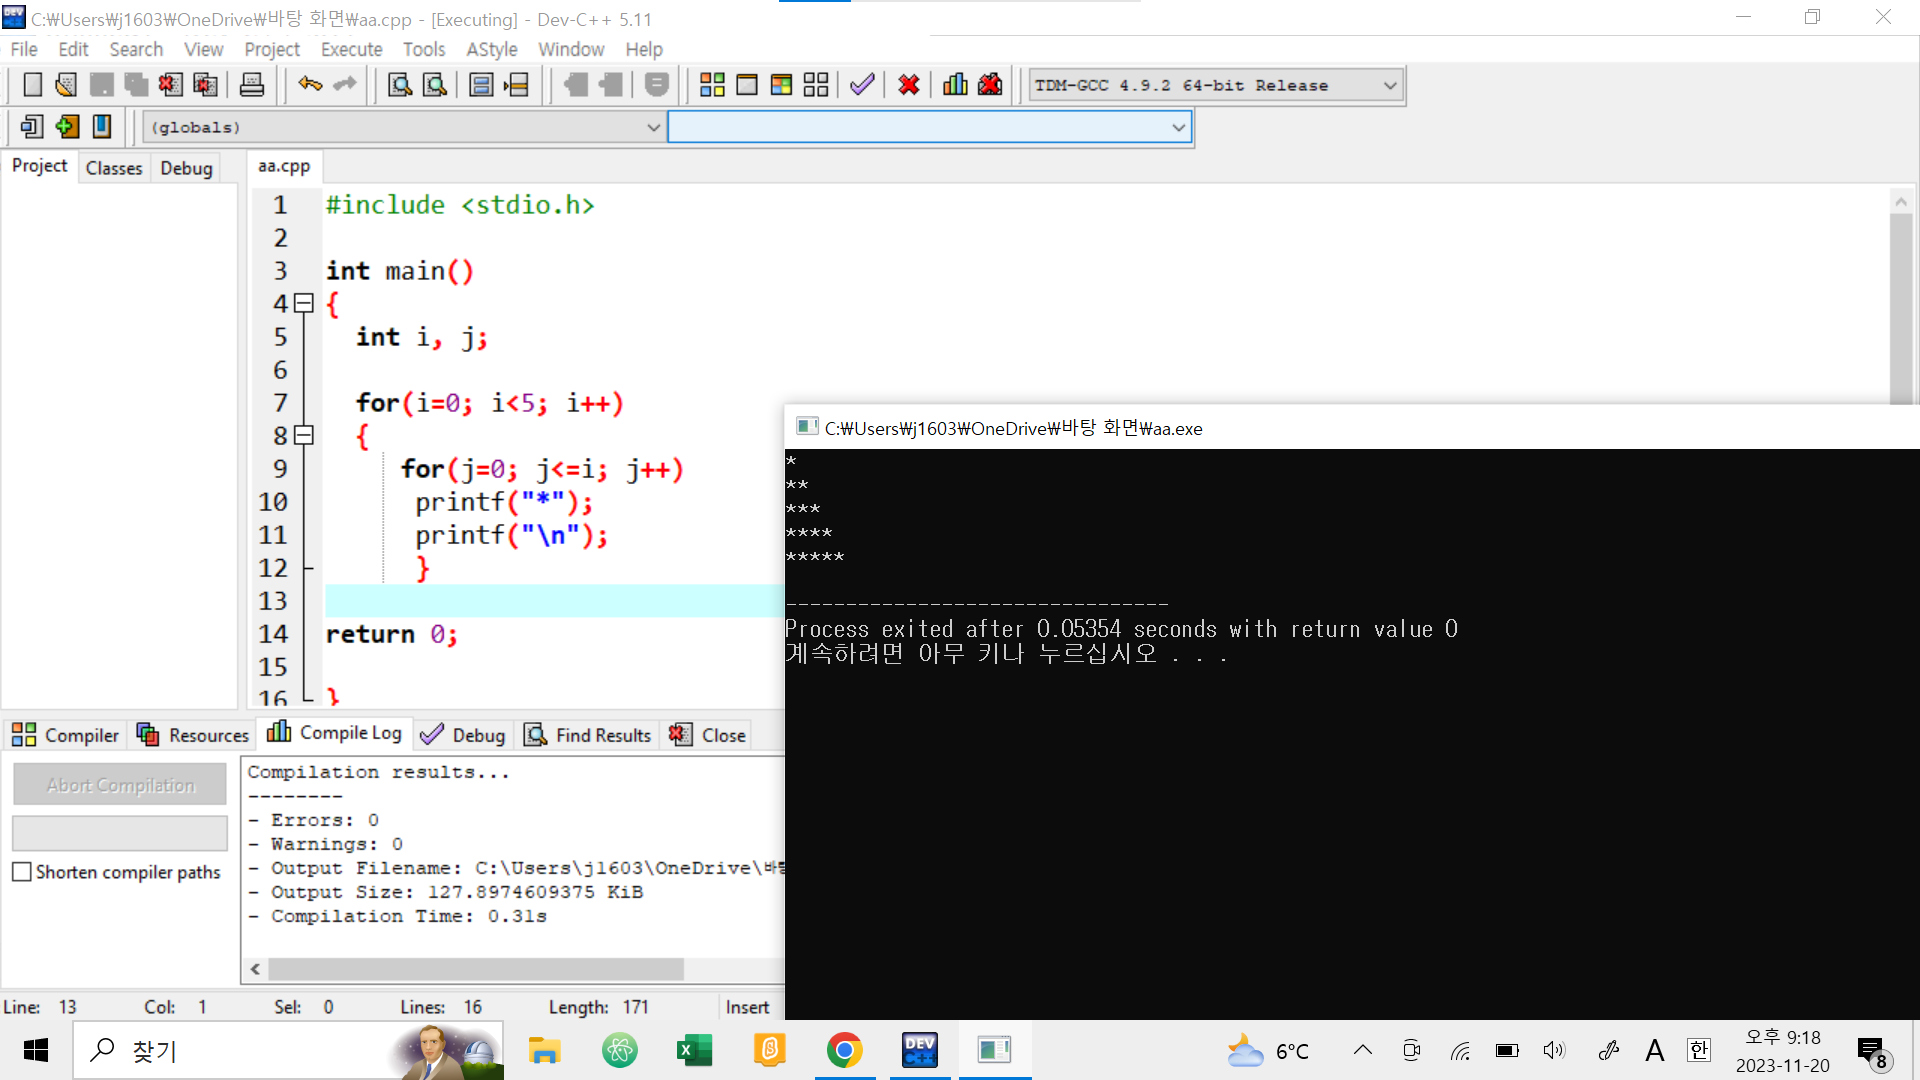 C:\Users\j1603\OneDrive\바탕 화면\aa.cpp - [Executing] - Dev-C++ 5.11
File Edit Search View Project Execute Tools AStyle Window Help
TDM-GCC 4.9.2 64-bit Release
(globals)
Project Classes Debug aa.cpp
1 #include <stdio.h>
2
3 int main()
4 {
5 int i, j;
6
7 for(i=0; i<5; i++)
8 {
9 for(j=0; j<=i; j++)
10 printf("*");
11 printf("\n");
12 }
13
14 return 0;
15
16 }
C:\Users\j1603\OneDrive\바탕 화면\aa.exe
*
**
***
****
*****
--------------------------------
Process exited after 0.05354 seconds with return value 0
계속하려면 아무 키나 누르십시오 . . .
Compiler Resources Compile Log Debug Find Results Close
Abort Compilation
Shorten compiler paths
Compilation results...
--------
- Errors: 0
- Warnings: 0
- Output Filename: C:\Users\j1603\OneDrive\바탕
- Output Size: 127.8974609375 KiB
- Compilation Time: 0.31s
Line: 13 Col: 1 Sel: 0 Lines: 16 Length: 171 Insert
찾기
DEV C++
6°C
A 한
오후 9:18
2023-11-20
8